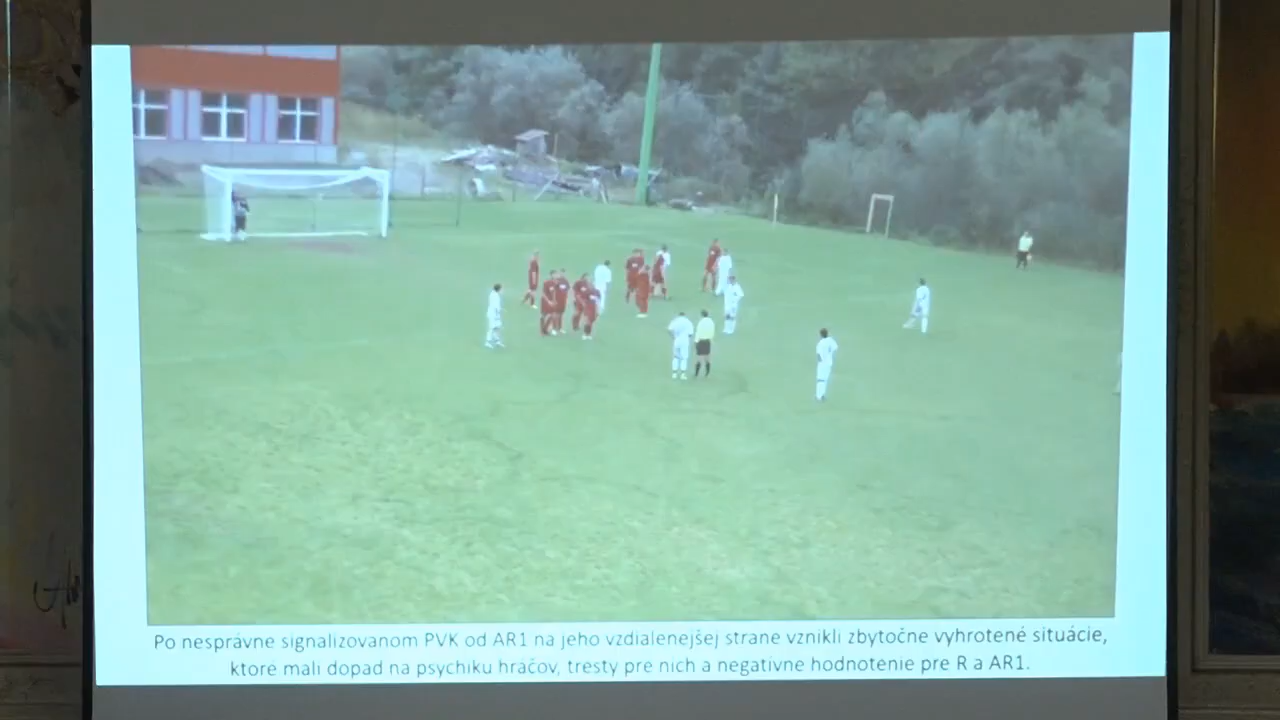 Po nesprávne signalizovanom PVK od AR1 na jeho vzdialenejšej strane vznikli zbytočne vyhrotené situácie,
ktoré mali dopad na psychiku hráčov, tresty pre nich a negatívne hodnotenie pre R a AR1.